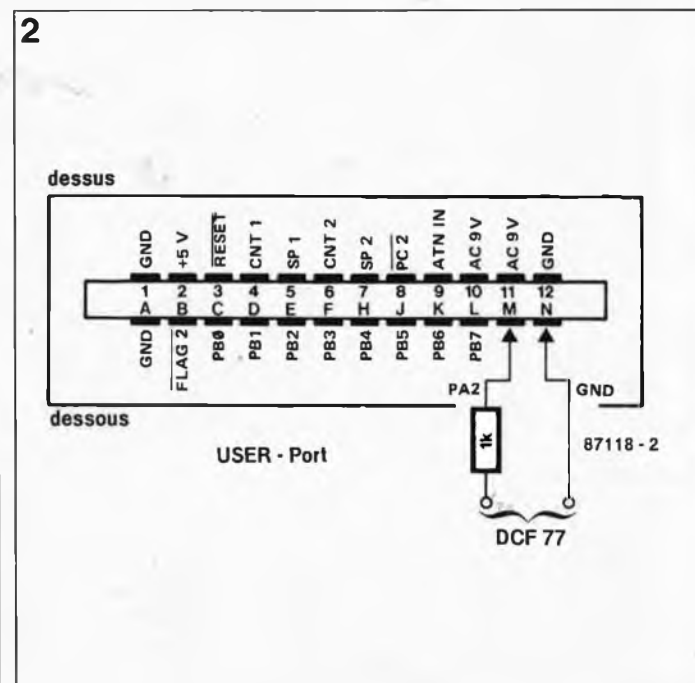 2
dessus
GND +5 V RESET CNT 1 SP 1 CNT 2 SP 2 PC 2 ATN IN AC 9 V AC 9 V GND
1 2 3 4 5 6 7 8 9 10 11 12
A B C D E F H J K L M N
GND FLAG 2 PB0 PB1 PB2 PB3 PB4 PB5 PB6 PB7
PA2 GND
dessous
1k
87118 - 2
USER - Port
DCF 77